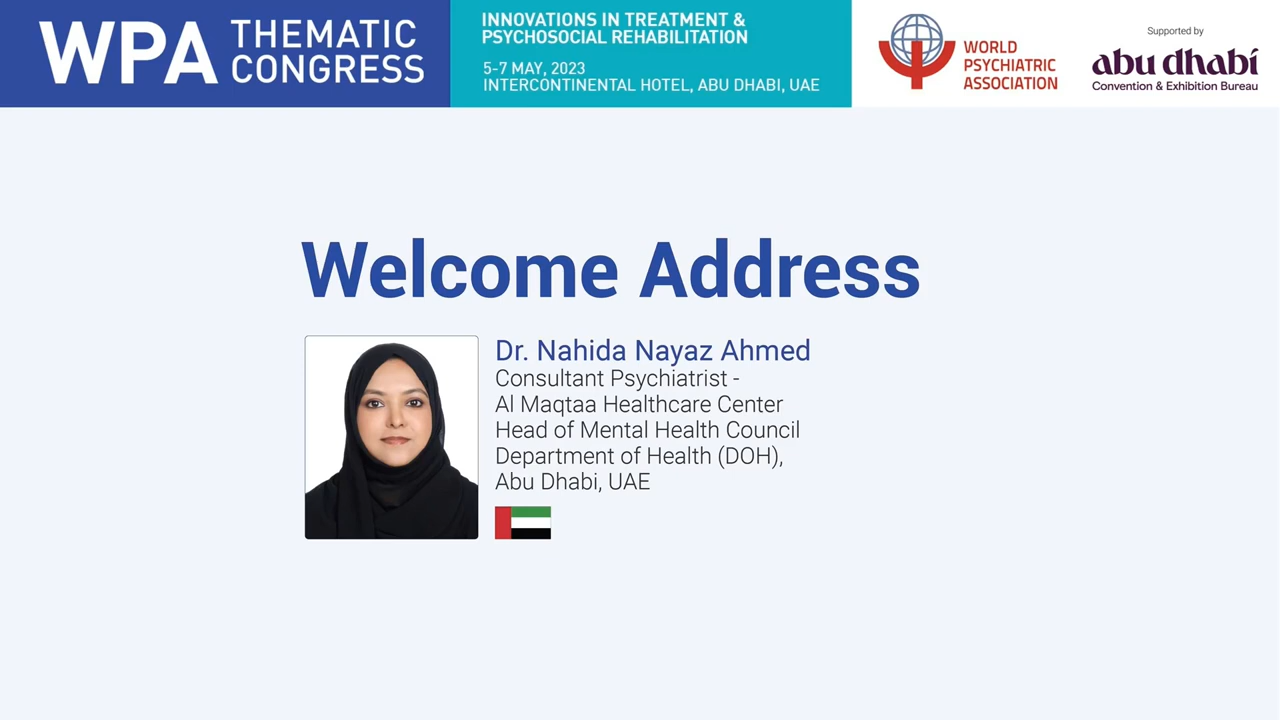 WPA THEMATIC CONGRESS
INNOVATIONS IN TREATMENT &
PSYCHOSOCIAL REHABILITATION
5-7 MAY, 2023
INTERCONTINENTAL HOTEL, ABU DHABI, UAE
WORLD
PSYCHIATRIC
ASSOCIATION
Supported by
abu dhabi
Convention & Exhibition Bureau
Welcome Address
Dr. Nahida Nayaz Ahmed
Consultant Psychiatrist -
Al Maqtaa Healthcare Center
Head of Mental Health Council
Department of Health (DOH),
Abu Dhabi, UAE